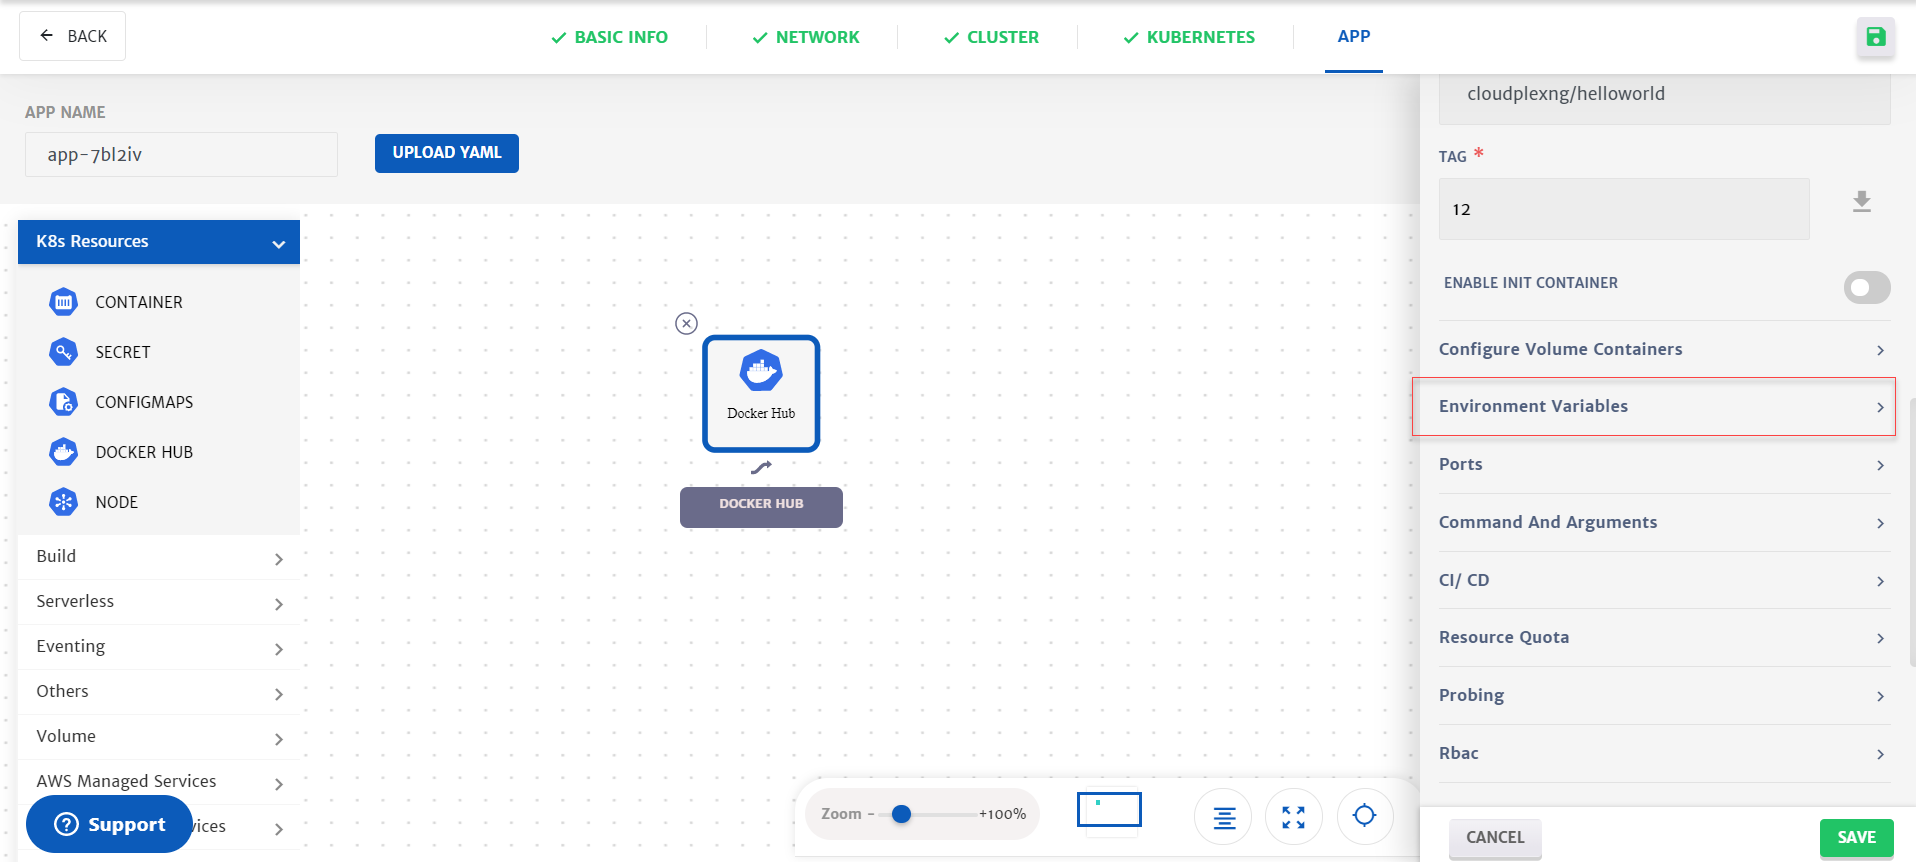 BACK
BASIC INFO
NETWORK
CLUSTER
KUBERNETES
APP
APP NAME
app-7bl2iv
UPLOAD YAML
K8s Resources
CONTAINER
SECRET
CONFIGMAPS
DOCKER HUB
NODE
Build
Serverless
Eventing
Others
Volume
AWS Managed Services
vices
? Support
Docker Hub
DOCKER HUB
Zoom - +100%
cloudplexng/helloworld
TAG *
12
ENABLE INIT CONTAINER
Configure Volume Containers
Environment Variables
Ports
Command And Arguments
CI/ CD
Resource Quota
Probing
Rbac
CANCEL
SAVE